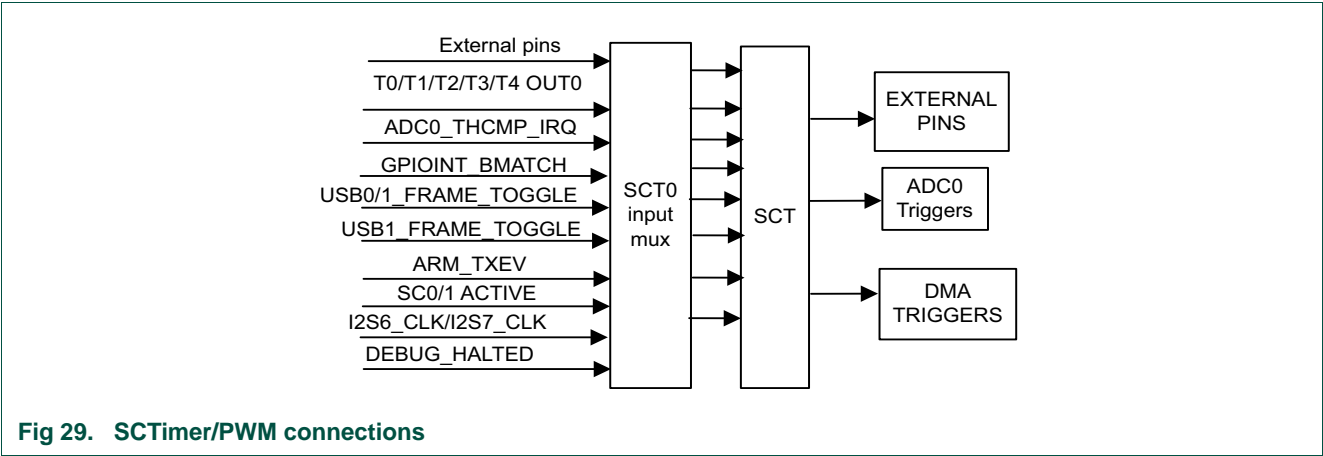 External pins
T0/T1/T2/T3/T4 OUT0
ADC0_THCMP_IRQ
GPIOINT_BMATCH
USB0/1_FRAME_TOGGLE
USB1_FRAME_TOGGLE
ARM_TXEV
SC0/1 ACTIVE
I2S6_CLK/I2S7_CLK
DEBUG_HALTED
SCT0
input
mux
SCT
EXTERNAL
PINS
ADC0
Triggers
DMA
TRIGGERS
Fig 29. SCTimer/PWM connections